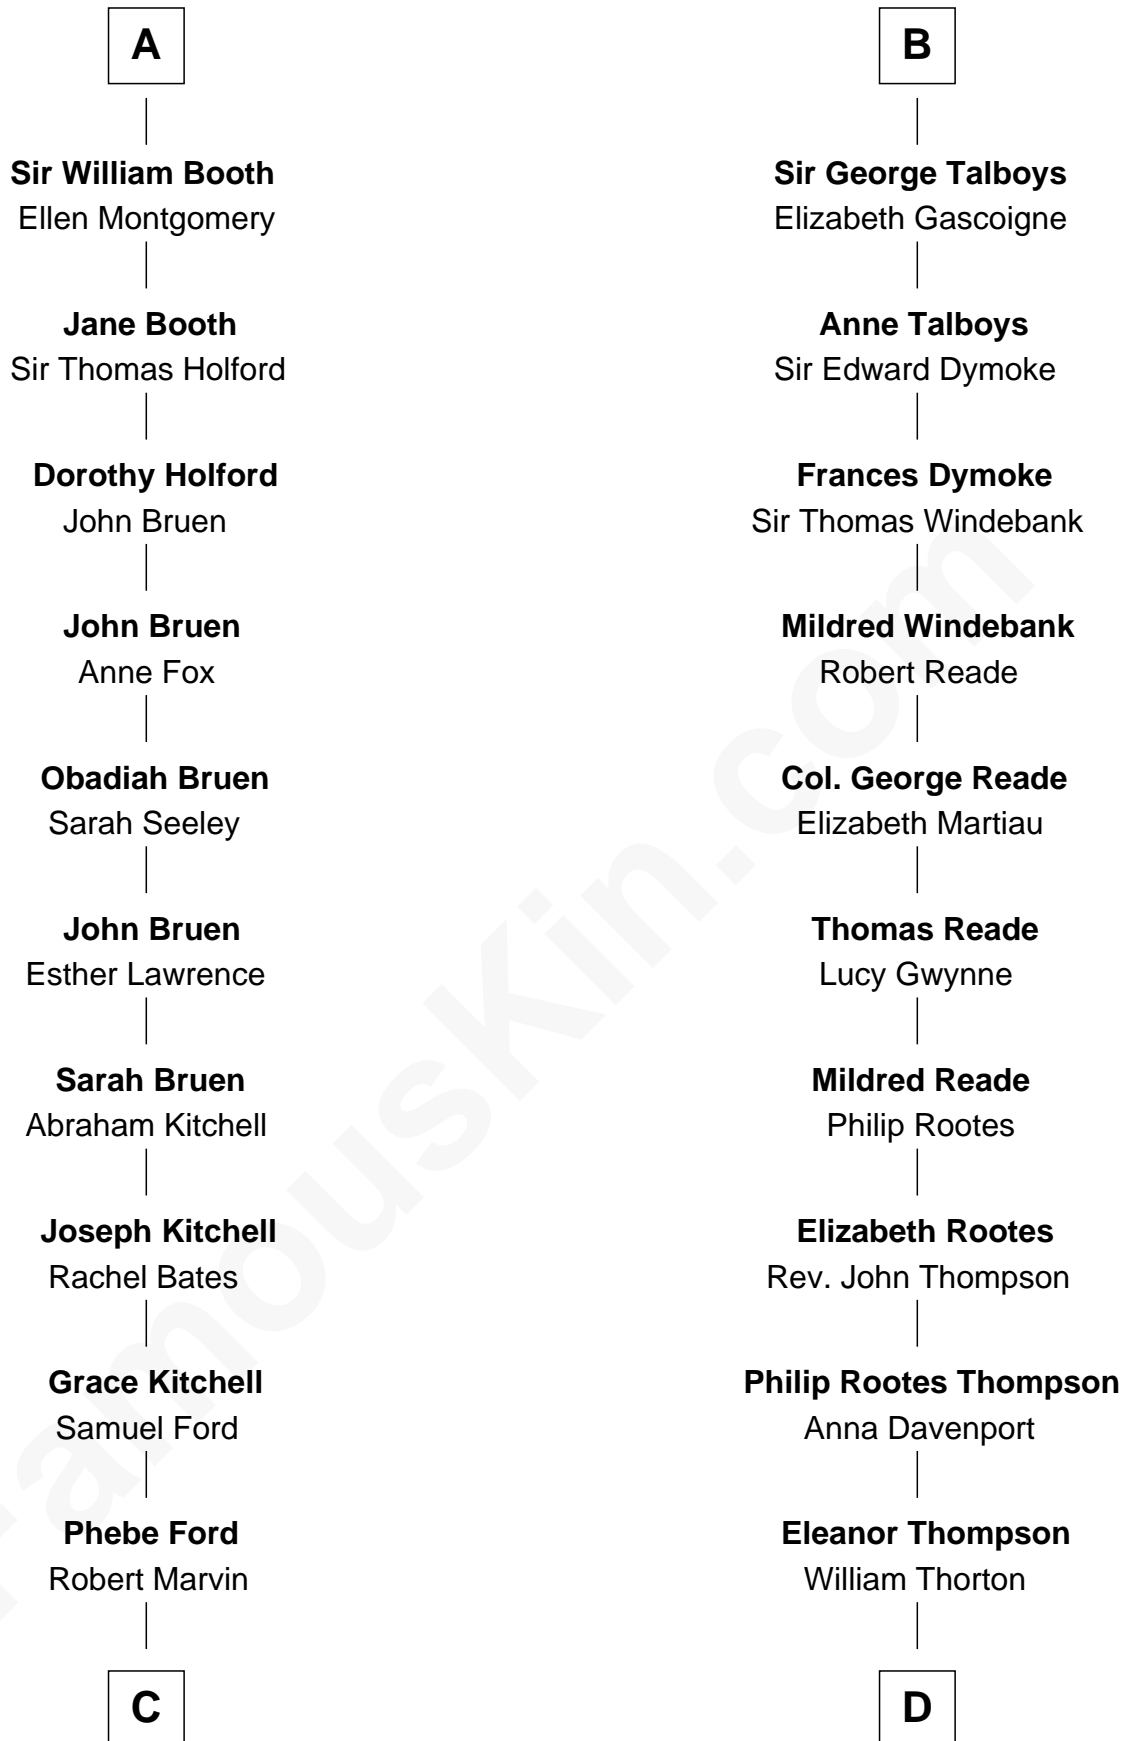 A
Sir William Booth
Ellen Montgomery
Jane Booth
Sir Thomas Holford
Dorothy Holford
John Bruen
John Bruen
Anne Fox
Obadiah Bruen
Sarah Seeley
John Bruen
Esther Lawrence
Sarah Bruen
Abraham Kitchell
Joseph Kitchell
Rachel Bates
Grace Kitchell
Samuel Ford
Phebe Ford
Robert Marvin
C
B
Sir George Talboys
Elizabeth Gascoigne
Anne Talboys
Sir Edward Dymoke
Frances Dymoke
Sir Thomas Windebank
Mildred Windebank
Robert Reade
Col. George Reade
Elizabeth Martiau
Thomas Reade
Lucy Gwynne
Mildred Reade
Philip Rootes
Elizabeth Rootes
Rev. John Thompson
Philip Rootes Thompson
Anna Davenport
Eleanor Thompson
William Thorton
D
FamousKin.com